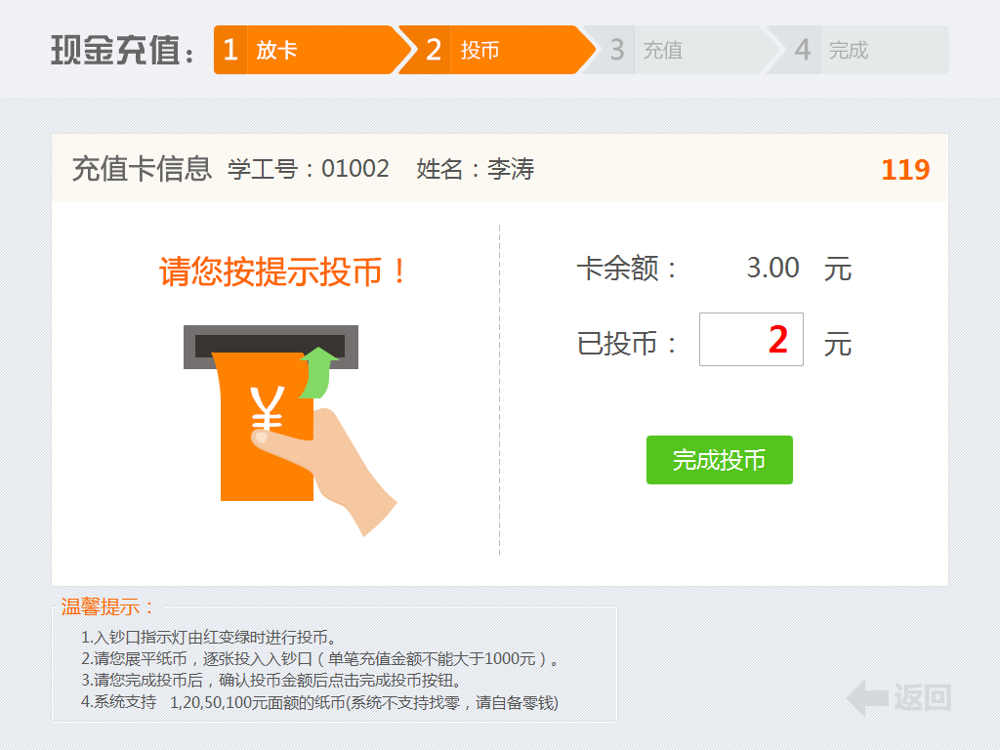 现金充值： 1 放卡 2 投币 3 充值 4 完成
充值卡信息 学工号：01002 姓名：李涛 119
请您按提示投币！
¥
卡余额： 3.00 元
已投币： 2 元
完成投币
温馨提示：
1.入钞口指示灯由红变绿时进行投币。
2.请您展平纸币，逐张投入入钞口（单笔充值金额不能大于1000元）。
3.请您完成投币后，确认投币金额后点击完成投币按钮。
4.系统支持 1,20,50,100元面额的纸币(系统不支持找零，请自备零钱)
返回